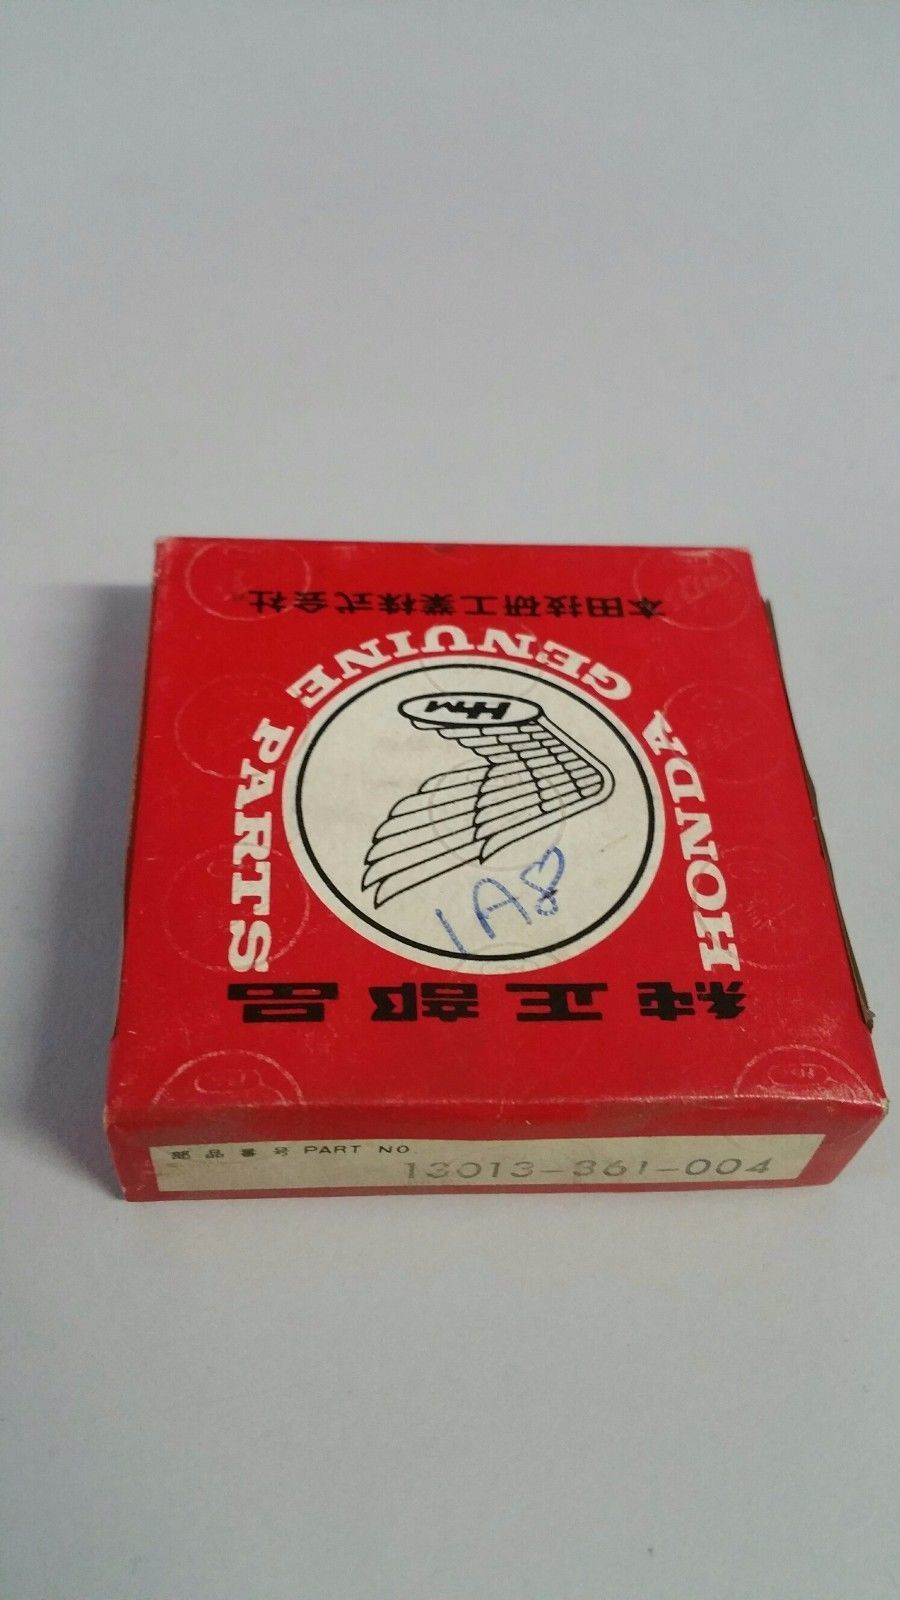 純正部品
HONDA GENUINE PARTS
HM
本田技研工業株式会社
部品番号 PART NO.
13013-361-004